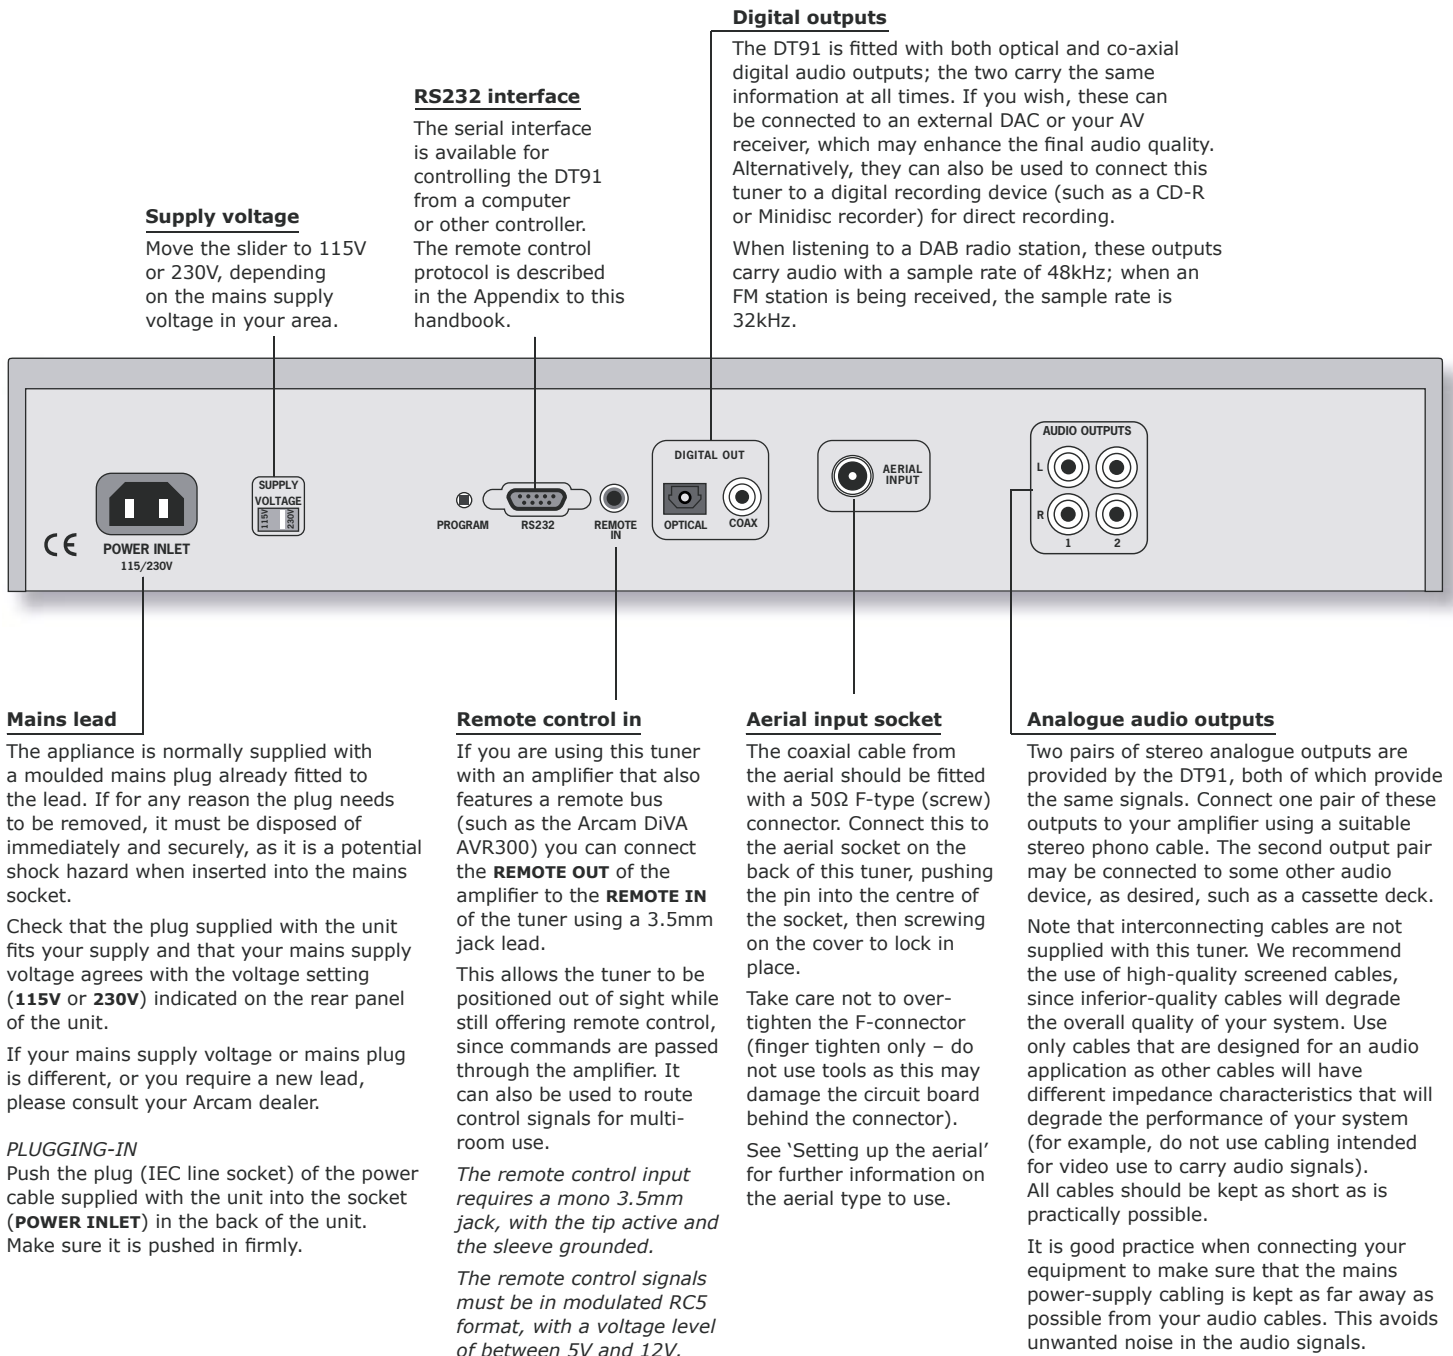 Digital outputs
The DT91 is fitted with both optical and co-axial
digital audio outputs; the two carry the same
information at all times. If you wish, these can
be connected to an external DAC or your AV
receiver, which may enhance the final audio quality.
Alternatively, they can also be used to connect this
tuner to a digital recording device (such as a CD-R
or Minidisc recorder) for direct recording.
When listening to a DAB radio station, these outputs
carry audio with a sample rate of 48kHz; when an
FM station is being received, the sample rate is
32kHz.
RS232 interface
The serial interface
is available for
controlling the DT91
from a computer
or other controller.
The remote control
protocol is described
in the Appendix to this
handbook.
Supply voltage
Move the slider to 115V
or 230V, depending
on the mains supply
voltage in your area.
CE
POWER INLET
115/230V
SUPPLY
VOLTAGE
115V
230V
PROGRAM
RS232
REMOTE
IN
DIGITAL OUT
OPTICAL
COAX
AERIAL
INPUT
AUDIO OUTPUTS
L
R
1
2
Mains lead
The appliance is normally supplied with
a moulded mains plug already fitted to
the lead. If for any reason the plug needs
to be removed, it must be disposed of
immediately and securely, as it is a potential
shock hazard when inserted into the mains
socket.
Check that the plug supplied with the unit
fits your supply and that your mains supply
voltage agrees with the voltage setting
(115V or 230V) indicated on the rear panel
of the unit.
If your mains supply voltage or mains plug
is different, or you require a new lead,
please consult your Arcam dealer.
PLUGGING-IN
Push the plug (IEC line socket) of the power
cable supplied with the unit into the socket
(POWER INLET) in the back of the unit.
Make sure it is pushed in firmly.
Remote control in
If you are using this tuner
with an amplifier that also
features a remote bus
(such as the Arcam DiVA
AVR300) you can connect
the REMOTE OUT of the
amplifier to the REMOTE IN
of the tuner using a 3.5mm
jack lead.
This allows the tuner to be
positioned out of sight while
still offering remote control,
since commands are passed
through the amplifier. It
can also be used to route
control signals for multi-
room use.
The remote control input
requires a mono 3.5mm
jack, with the tip active and
the sleeve grounded.
The remote control signals
must be in modulated RC5
format, with a voltage level
of between 5V and 12V.
Aerial input socket
The coaxial cable from
the aerial should be fitted
with a 50Ω F-type (screw)
connector. Connect this to
the aerial socket on the
back of this tuner, pushing
the pin into the centre of
the socket, then screwing
on the cover to lock in
place.
Take care not to over-
tighten the F-connector
(finger tighten only – do
not use tools as this may
damage the circuit board
behind the connector).
See ‘Setting up the aerial’
for further information on
the aerial type to use.
Analogue audio outputs
Two pairs of stereo analogue outputs are
provided by the DT91, both of which provide
the same signals. Connect one pair of these
outputs to your amplifier using a suitable
stereo phono cable. The second output pair
may be connected to some other audio
device, as desired, such as a cassette deck.
Note that interconnecting cables are not
supplied with this tuner. We recommend
the use of high-quality screened cables,
since inferior-quality cables will degrade
the overall quality of your system. Use
only cables that are designed for an audio
application as other cables will have
different impedance characteristics that will
degrade the performance of your system
(for example, do not use cabling intended
for video use to carry audio signals).
All cables should be kept as short as is
practically possible.
It is good practice when connecting your
equipment to make sure that the mains
power-supply cabling is kept as far away as
possible from your audio cables. This avoids
unwanted noise in the audio signals.